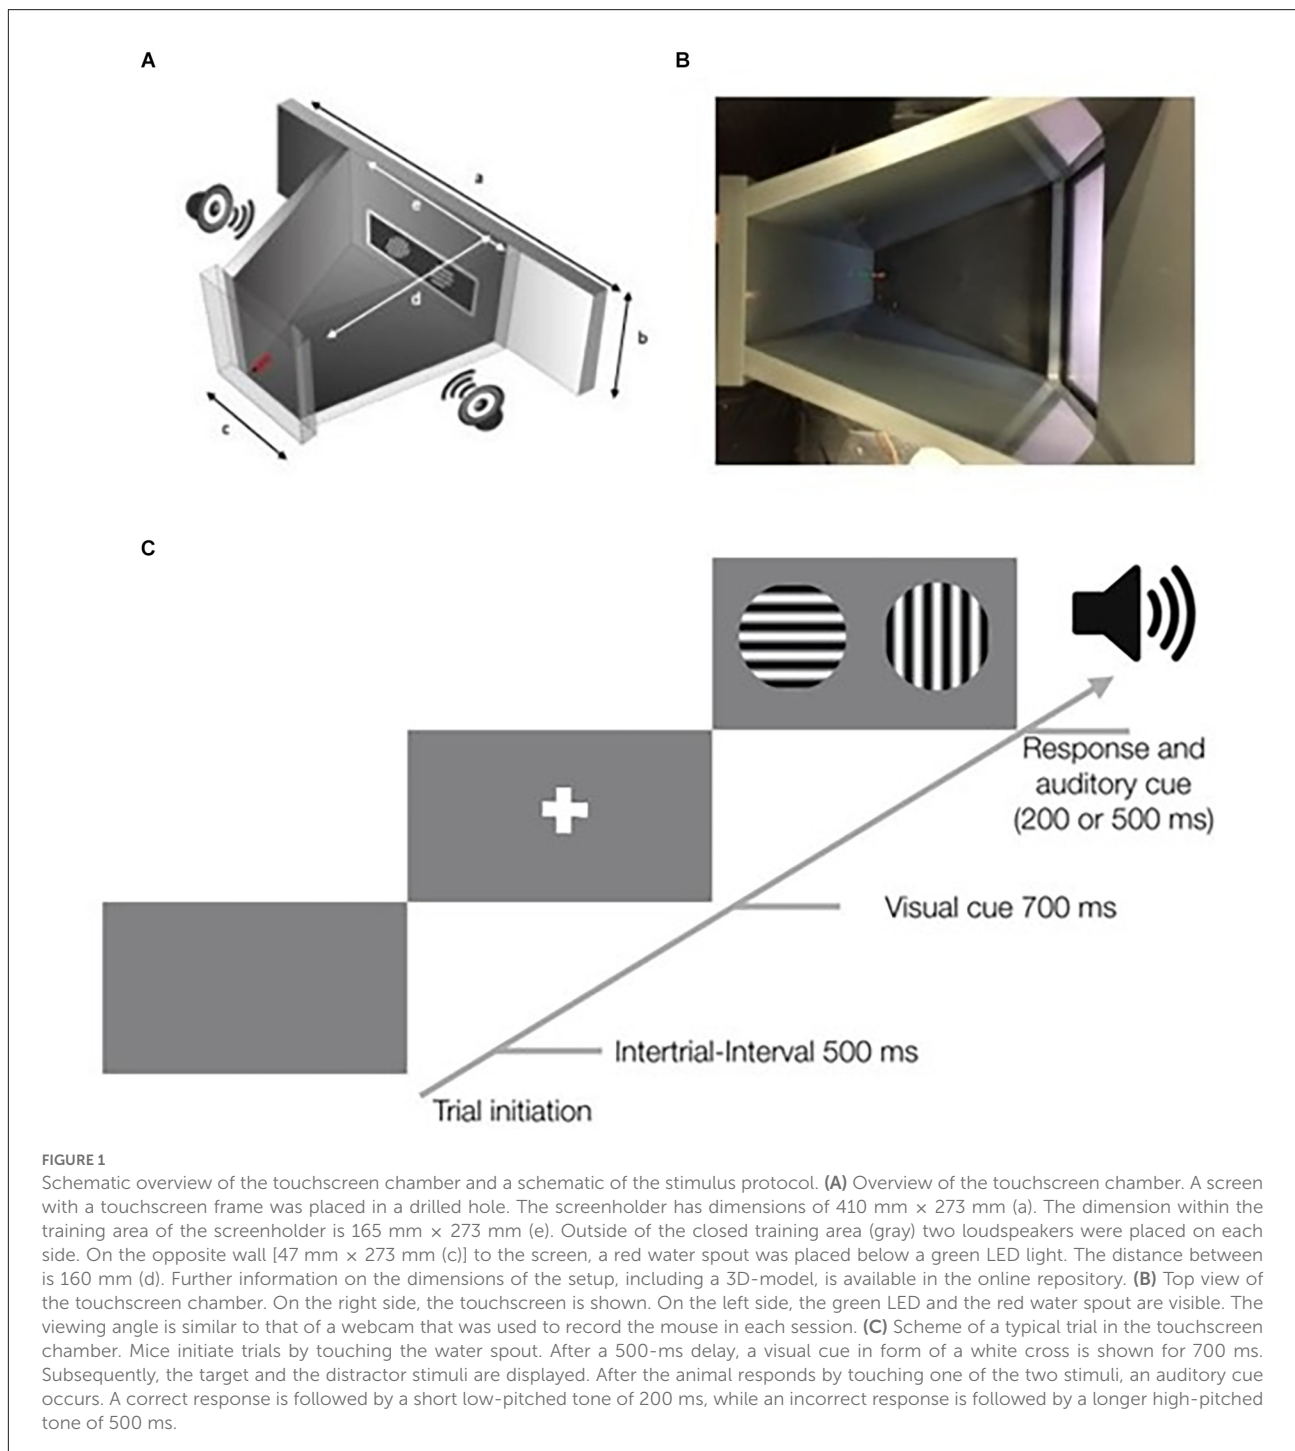 A
B
a
e
d
b
c
C
Response and
auditory cue
(200 or 500 ms)
Visual cue 700 ms
Intertrial-Interval 500 ms
Trial initiation
FIGURE 1
Schematic overview of the touchscreen chamber and a schematic of the stimulus protocol. (A) Overview of the touchscreen chamber. A screen
with a touchscreen frame was placed in a drilled hole. The screenholder has dimensions of 410 mm × 273 mm (a). The dimension within the
training area of the screenholder is 165 mm × 273 mm (e). Outside of the closed training area (gray) two loudspeakers were placed on each
side. On the opposite wall [47 mm × 273 mm (c)] to the screen, a red water spout was placed below a green LED light. The distance between
is 160 mm (d). Further information on the dimensions of the setup, including a 3D-model, is available in the online repository. (B) Top view of
the touchscreen chamber. On the right side, the touchscreen is shown. On the left side, the green LED and the red water spout are visible. The
viewing angle is similar to that of a webcam that was used to record the mouse in each session. (C) Scheme of a typical trial in the touchscreen
chamber. Mice initiate trials by touching the water spout. After a 500-ms delay, a visual cue in form of a white cross is shown for 700 ms.
Subsequently, the target and the distractor stimuli are displayed. After the animal responds by touching one of the two stimuli, an auditory cue
occurs. A correct response is followed by a short low-pitched tone of 200 ms, while an incorrect response is followed by a longer high-pitched
tone of 500 ms.